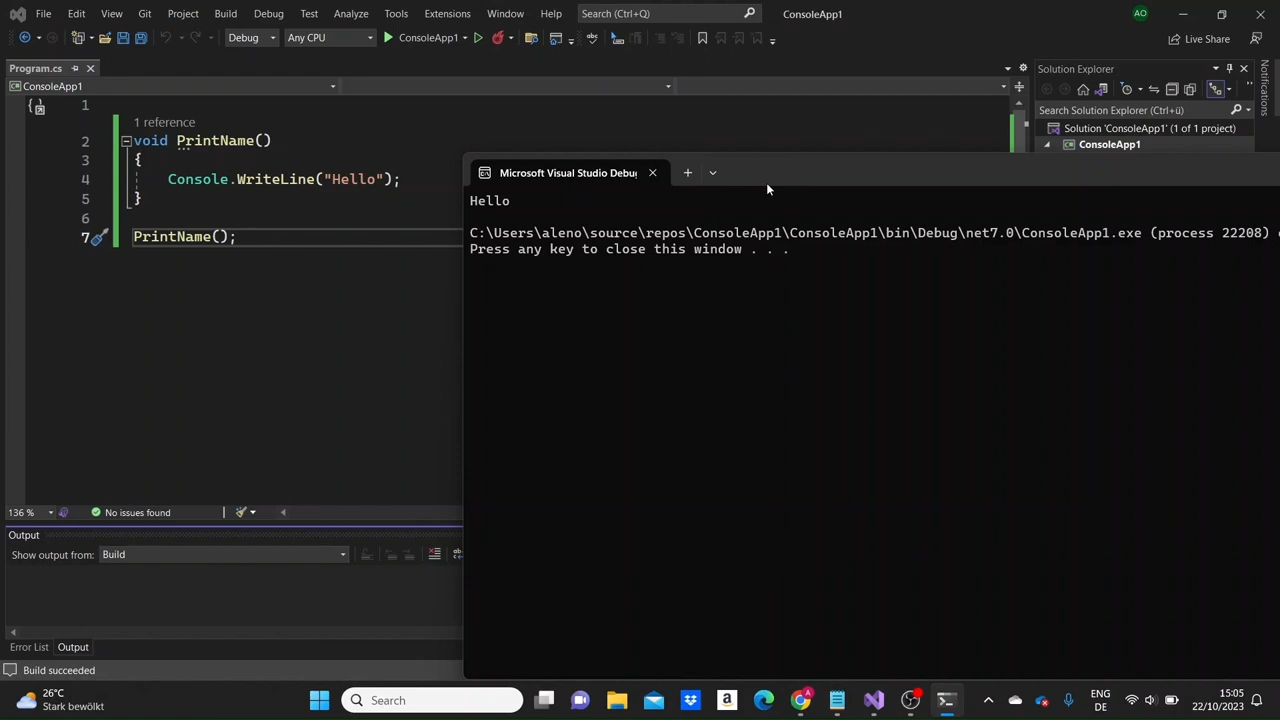 File Edit View Git Project Build Debug Test Analyze Tools Extensions Window Help Search (Ctrl+Q) ConsoleApp1 AO
Debug Any CPU ConsoleApp1 Live Share
Program.cs
ConsoleApp1
1
1 reference
2 void PrintName()
3 {
4 Console.WriteLine("Hello");
5 }
6
7 PrintName();
136 % No issues found
Output
Show output from: Build
Error List Output
Build succeeded
Solution Explorer
Search Solution Explorer (Ctrl+ü)
Solution 'ConsoleApp1' (1 of 1 project)
ConsoleApp1
Notifications
Microsoft Visual Studio Debug
Hello
C:\Users\aleno\source\repos\ConsoleApp1\ConsoleApp1\bin\Debug\net7.0\ConsoleApp1.exe (process 22208)
Press any key to close this window . . .
26°C
Stark bewölkt
Search
ENG
DE
15:05
22/10/2023